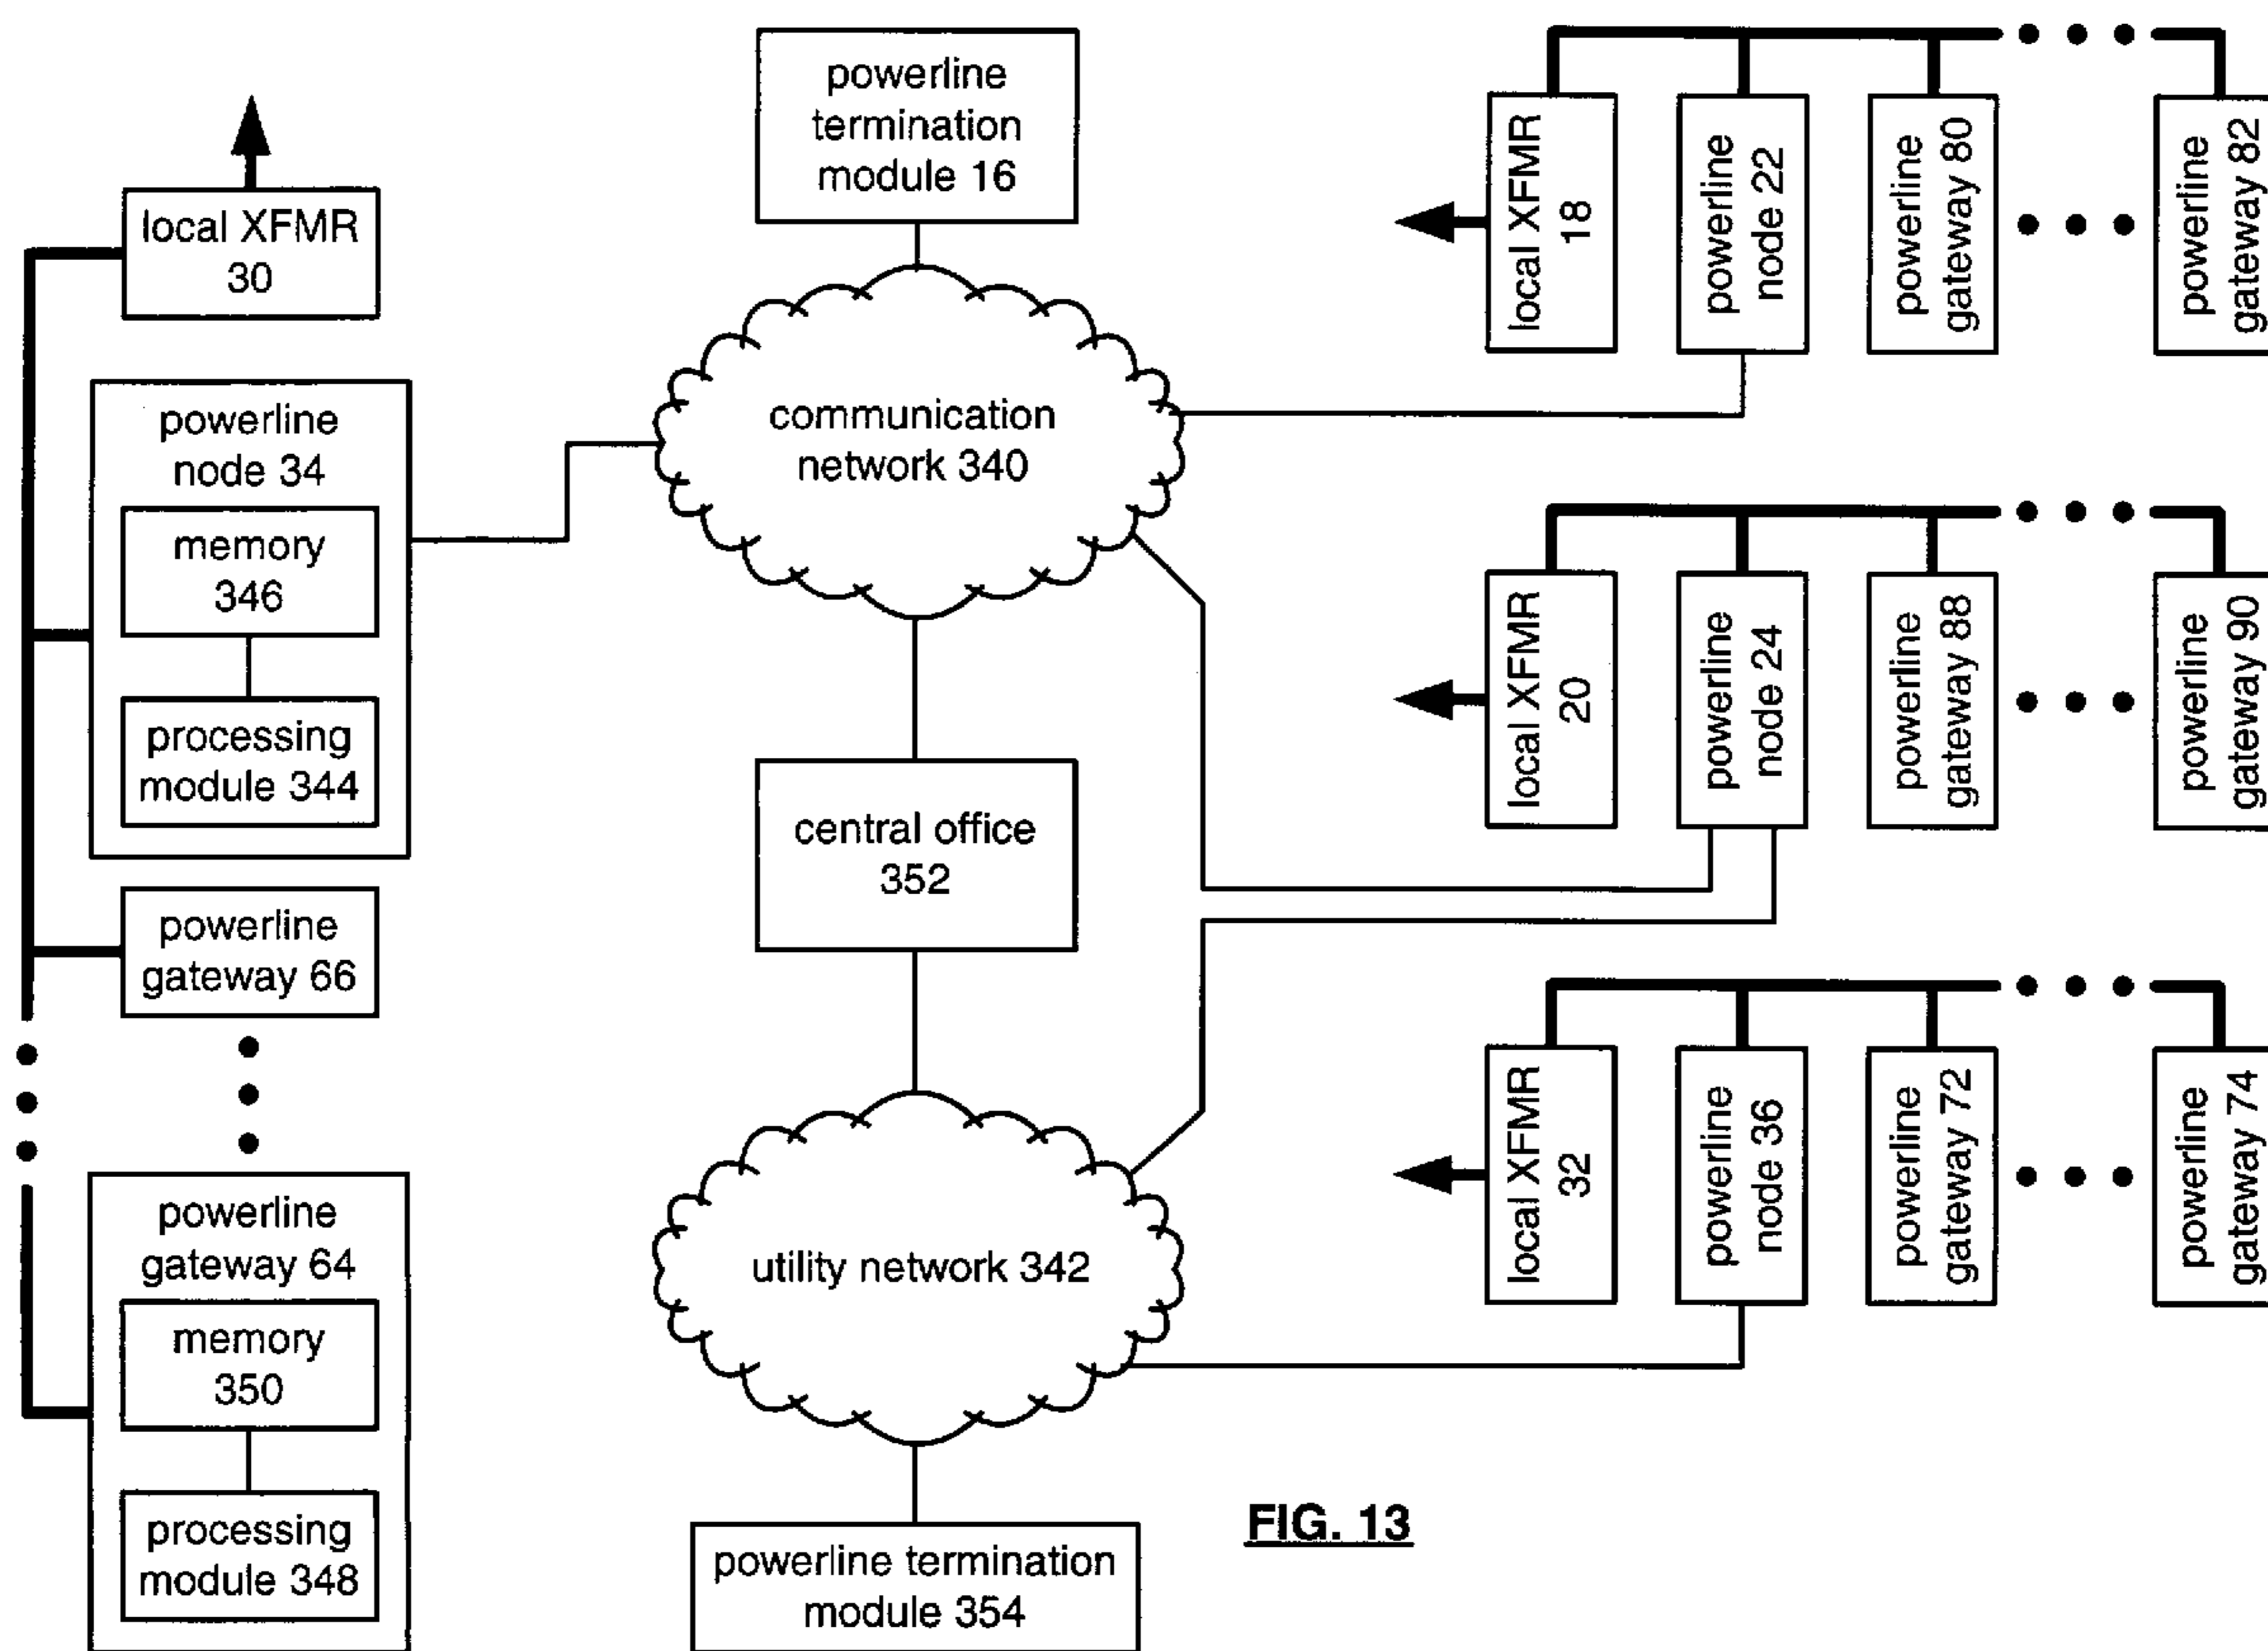 powerline
termination
module 16
local XFMR
30
powerline
node 34
memory
346
processing
module 344
powerline
gateway 66
powerline
gateway 64
memory
350
processing
module 348
communication
network 340
central office
352
utility network 342
powerline termination
module 354
local XFMR
18
powerline
node 22
powerline
gateway 80
powerline
gateway 82
local XFMR
20
powerline
node 24
powerline
gateway 88
powerline
gateway 90
local XFMR
32
powerline
node 36
powerline
gateway 72
powerline
gateway 74
FIG. 13